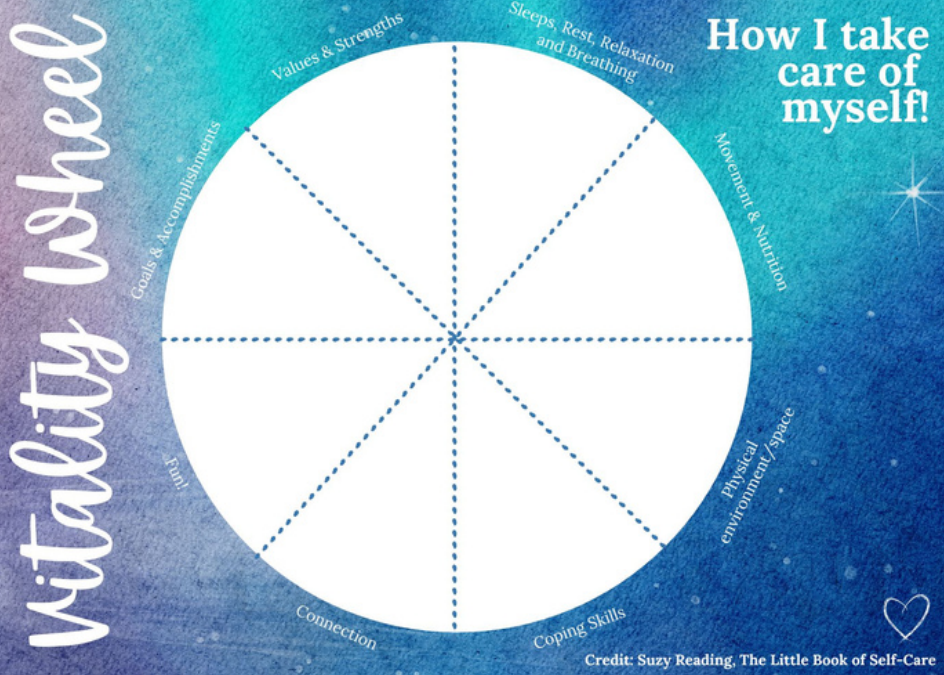 Vitality Wheel
How I take
care of
myself!
Sleeps, Rest, Relaxation
and Breathing
Movement & Nutrition
Physical
environment/space
Coping Skills
Connection
Fun!
Goals & Accomplishments
Values & Strengths
Credit: Suzy Reading, The Little Book of Self-Care